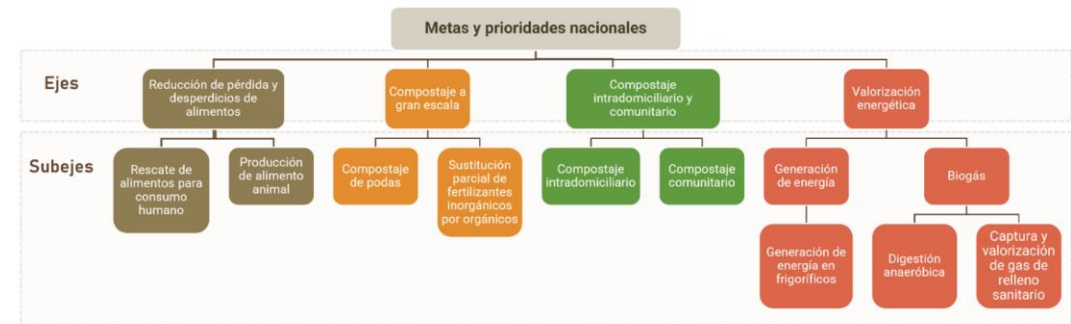 Metas y prioridades nacionales
Ejes
Reducción de pérdida y
desperdicios de
alimentos
Compostaje a
gran escala
Compostaje
intradomiciliario y
comunitario
Valorización
energética
Subejes
Rescate de
alimentos para
consumo
humano
Producción
de alimento
animal
Compostaje
de podas
Sustitución
parcial de
fertilizantes
inorgánicos
por orgánicos
Compostaje
intradomiciliario
Compostaje
comunitario
Generación
de energía
Biogás
Generación de
energía en
frigoríficos
Digestión
anaeróbica
Captura y
valorización
de gas de
relleno
sanitario